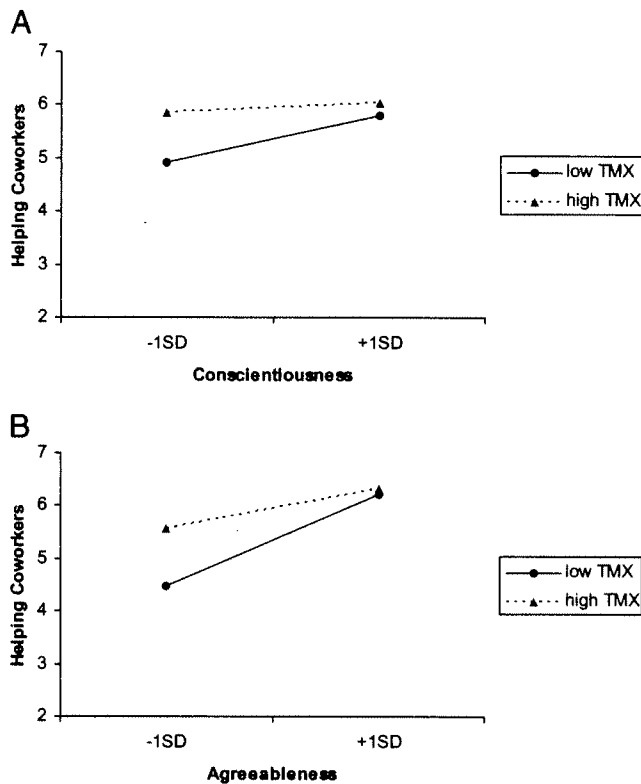 A
7
6
5
4
3
2
Helping Coworkers
-1SD
+1SD
Conscientiousness
low TMX
high TMX
B
7
6
5
4
3
2
Helping Coworkers
-1SD
+1SD
Agreeableness
low TMX
high TMX